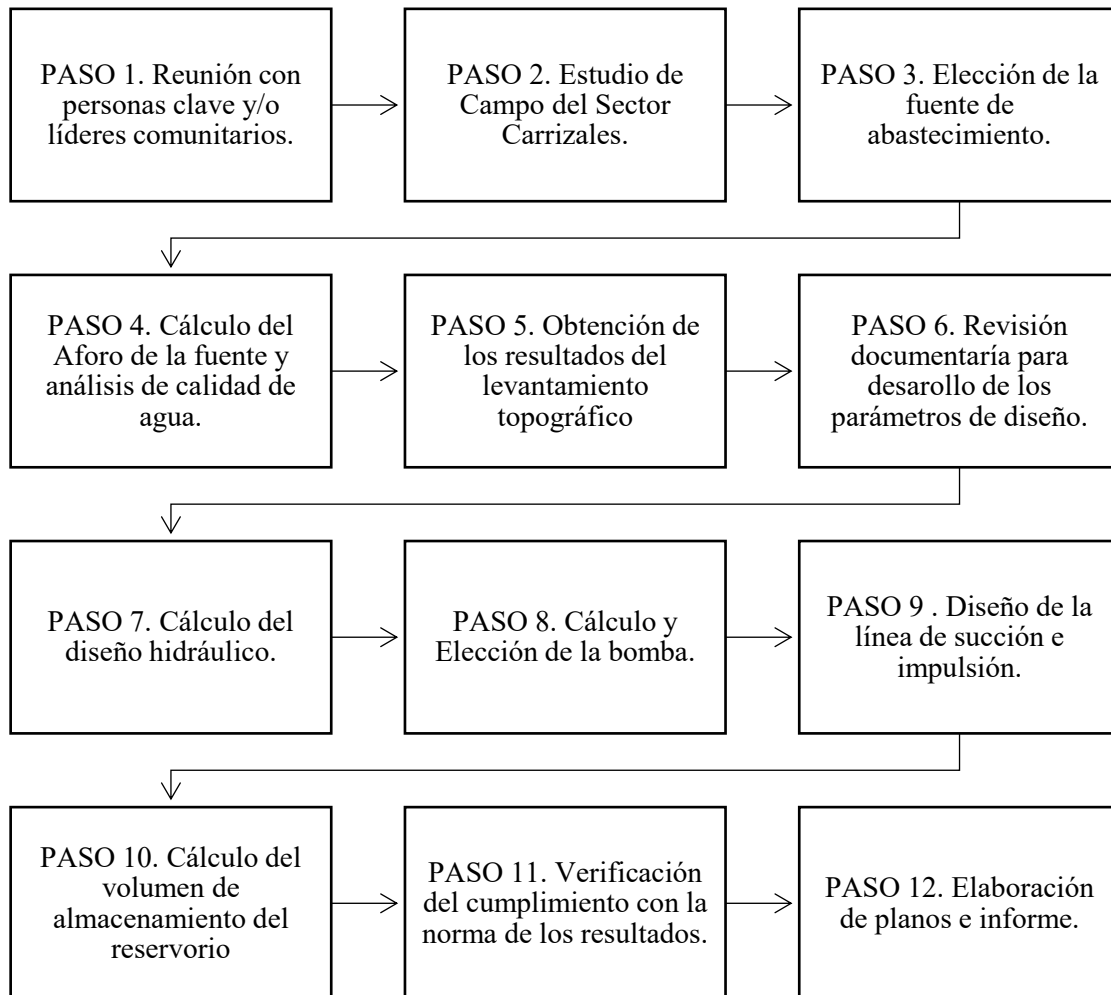 PASO 1. Reunión con
personas clave y/o
líderes comunitarios.
PASO 2. Estudio de
Campo del Sector
Carrizales.
PASO 3. Elección de la
fuente de
abastecimiento.
PASO 4. Cálculo del
Aforo de la fuente y
análisis de calidad de
agua.
PASO 5. Obtención de
los resultados del
levantamiento
topográfico
PASO 6. Revisión
documentaría para
desarollo de los
parámetros de diseño.
PASO 7. Cálculo del
diseño hidráulico.
PASO 8. Cálculo y
Elección de la bomba.
PASO 9 . Diseño de la
línea de succión e
impulsión.
PASO 10. Cálculo del
volumen de
almacenamiento del
reservorio
PASO 11. Verificación
del cumplimiento con la
norma de los resultados.
PASO 12. Elaboración
de planos e informe.